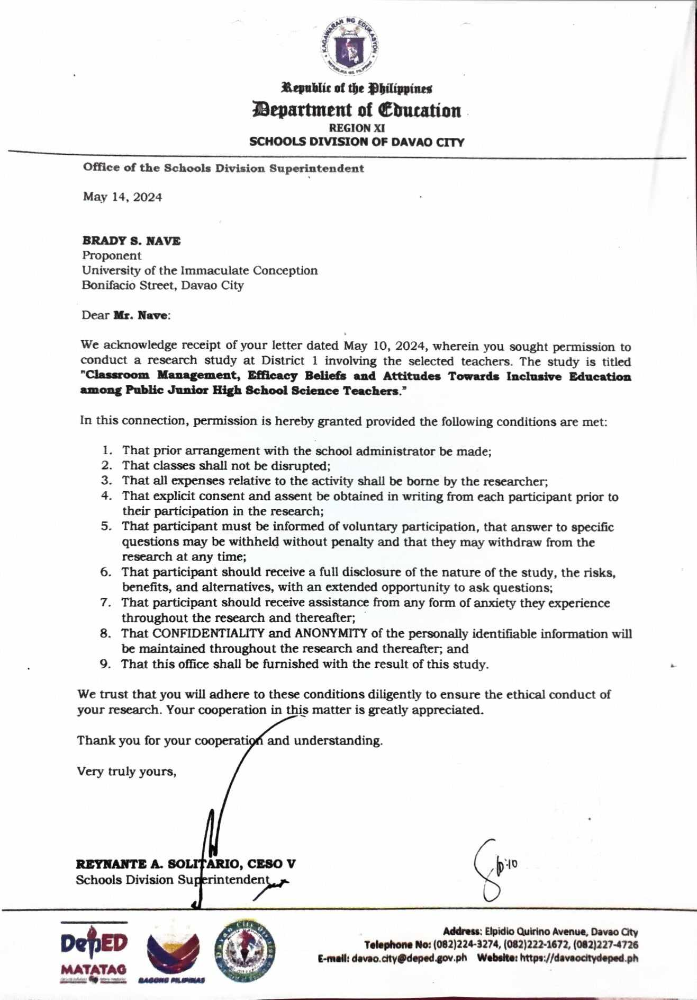 KAGAWARAN NG EDUKASYON
REPUBLIKA NG PILIPINAS
Republic of the Philippines
Department of Education
REGION XI
SCHOOLS DIVISION OF DAVAO CITY
Office of the Schools Division Superintendent
May 14, 2024
BRADY S. NAVE
Proponent
University of the Immaculate Conception
Bonifacio Street, Davao City
Dear Mr. Nave:
We acknowledge receipt of your letter dated May 10, 2024, wherein you sought permission to
conduct a research study at District 1 involving the selected teachers. The study is titled
"Classroom Management, Efficacy Beliefs and Attitudes Towards Inclusive Education
among Public Junior High School Science Teachers."
In this connection, permission is hereby granted provided the following conditions are met:
1. That prior arrangement with the school administrator be made;
2. That classes shall not be disrupted;
3. That all expenses relative to the activity shall be borne by the researcher;
4. That explicit consent and assent be obtained in writing from each participant prior to
their participation in the research;
5. That participant must be informed of voluntary participation, that answer to specific
questions may be withheld without penalty and that they may withdraw from the
research at any time;
6. That participant should receive a full disclosure of the nature of the study, the risks,
benefits, and alternatives, with an extended opportunity to ask questions;
7. That participant should receive assistance from any form of anxiety they experience
throughout the research and thereafter;
8. That CONFIDENTIALITY and ANONYMITY of the personally identifiable information will
be maintained throughout the research and thereafter; and
9. That this office shall be furnished with the result of this study.
We trust that you will adhere to these conditions diligently to ensure the ethical conduct of
your research. Your cooperation in this matter is greatly appreciated.
Thank you for your cooperation and understanding.
Very truly yours,
REYNANTE A. SOLITARIO, CESO V
Schools Division Superintendent
DepED
MATATAG
BAGONG PILIPINAS
Address: Elpidio Quirino Avenue, Davao City
Telephone No: (082)224-3274, (082)222-1672, (082)227-4726
E-mail: davao.city@deped.gov.ph Website: https://davaocitydeped.ph